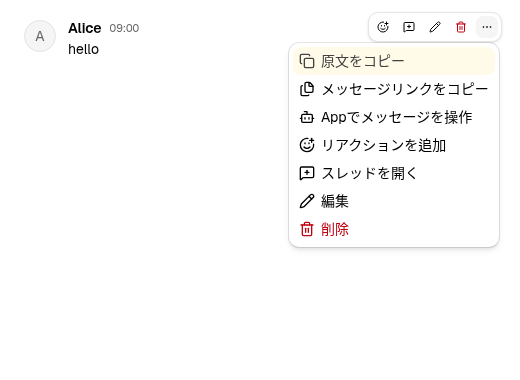 A
Alice 09:00
hello
原文をコピー
メッセージリンクをコピー
Appでメッセージを操作
リアクションを追加
スレッドを開く
編集
削除